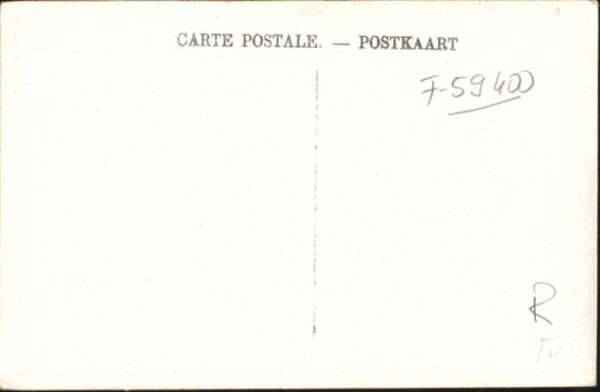 CARTE POSTALE. — POSTKAART
F-59400
R